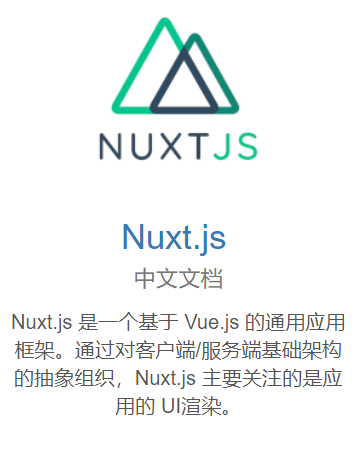 NUXTJS
Nuxt.js
中文文档
Nuxt.js 是一个基于 Vue.js 的通用应用
框架。通过对客户端/服务端基础架构
的抽象组织，Nuxt.js 主要关注的是应
用的 UI渲染。